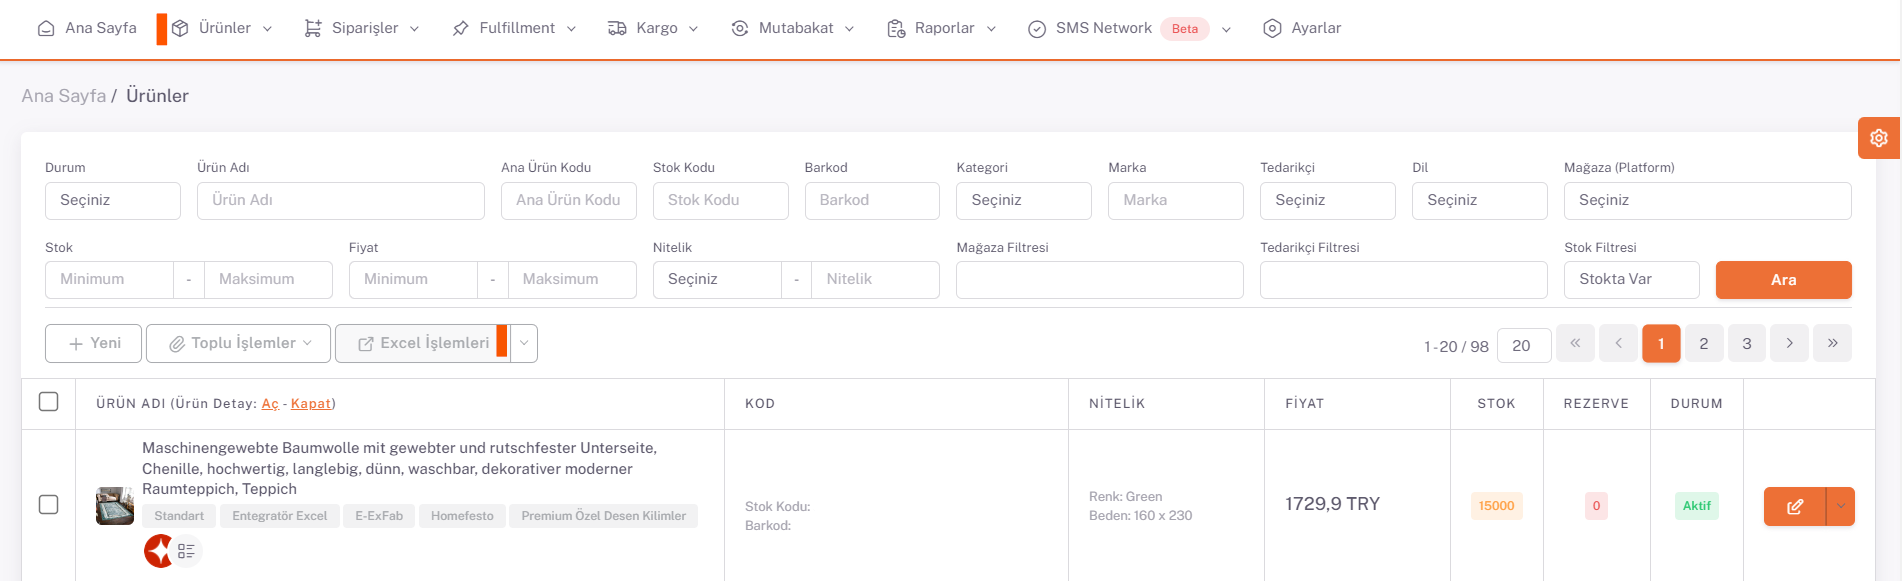 Ana Sayfa Ürünler Siparişler Fulfillment Kargo Mutabakat Raporlar SMS Network Beta Ayarlar
Ana Sayfa / Ürünler
Durum Ürün Adı Ana Ürün Kodu Stok Kodu Barkod Kategori Marka Tedarikçi Dil Mağaza (Platform)
Seçiniz Ürün Adı Ana Ürün Kodu Stok Kodu Barkod Seçiniz Marka Seçiniz Seçiniz Seçiniz
Stok Fiyat Nitelik Mağaza Filtresi Tedarikçi Filtresi Stok Filtresi
Minimum - Maksimum Minimum - Maksimum Seçiniz - Nitelik Stokta Var Ara
+ Yeni Toplu İşlemler Excel İşlemleri 1 - 20 / 98 20 « < 1 2 3 > »
ÜRÜN ADI (Ürün Detay: Aç - Kapat) KOD NİTELİK FİYAT STOK REZERVE DURUM
Maschinengewebte Baumwolle mit gewebter und rutschfester Unterseite,
Chenille, hochwertig, langlebig, dünn, waschbar, dekorativer moderner
Raumteppich, Teppich
Standart Entegratör Excel E-ExFab Homefesto Premium Özel Desen Kilimler
Stok Kodu:
Barkod:
Renk: Green
Beden: 160 x 230
1729,9 TRY 15000 0 Aktif